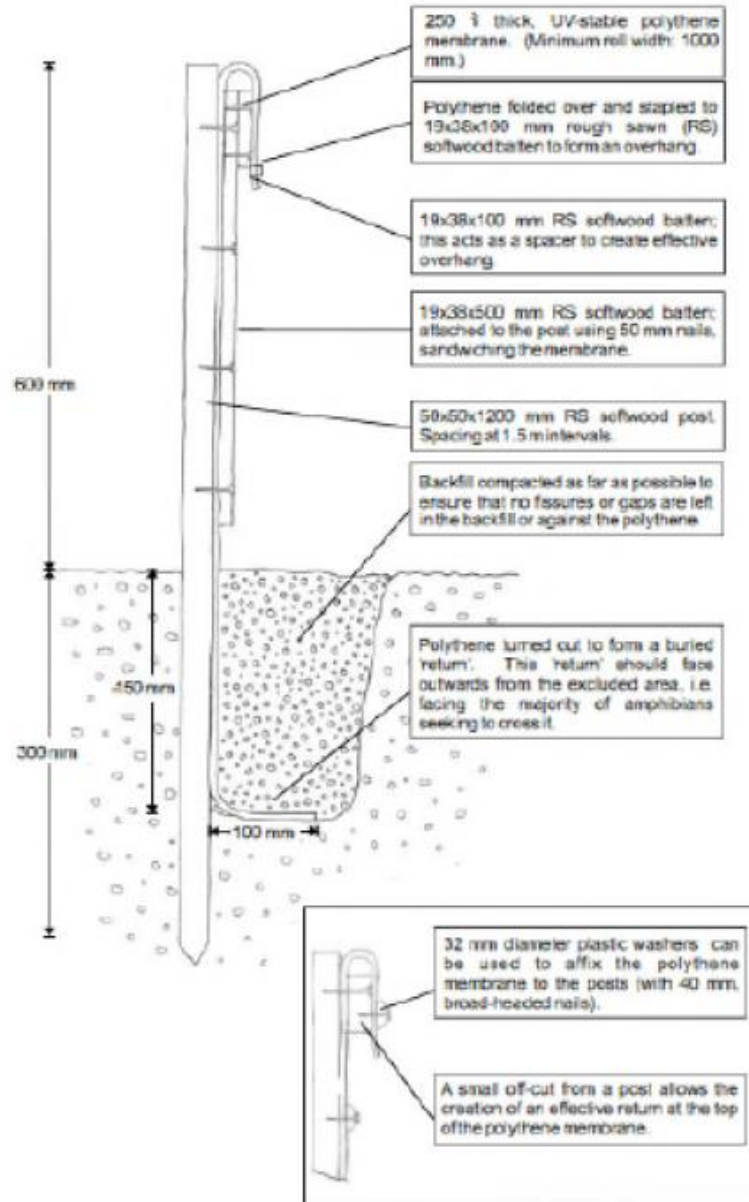 250 ¾ thick, UV-stable polythene
membrane. (Minimum roll width: 1000
mm.)
Polythene folded over and stapled to
19x38x100 mm rough sawn (RS)
softwood batten to form an overhang.
19x38x100 mm RS softwood batten;
this acts as a spacer to create effective
overhang.
19x38x500 mm RS softwood batten;
attached to the post using 50 mm nails,
sandwiching the membrane.
600 mm
50x50x1200 mm RS softwood post.
Spacing at 1.5 m intervals.
Backfill compacted as far as possible to
ensure that no fissures or gaps are left
in the backfill or against the polythene.
Polythene turned out to form a buried
'return'. This 'return' should face
outwards from the excluded area, i.e.
facing the majority of amphibians
seeking to cross it.
150 mm
300 mm
100 mm
32 mm diameter plastic washers can
be used to affix the polythene
membrane to the posts (with 40 mm,
broad-headed nails).
A small off-cut from a post allows the
creation of an effective return at the top
of the polythene membrane.